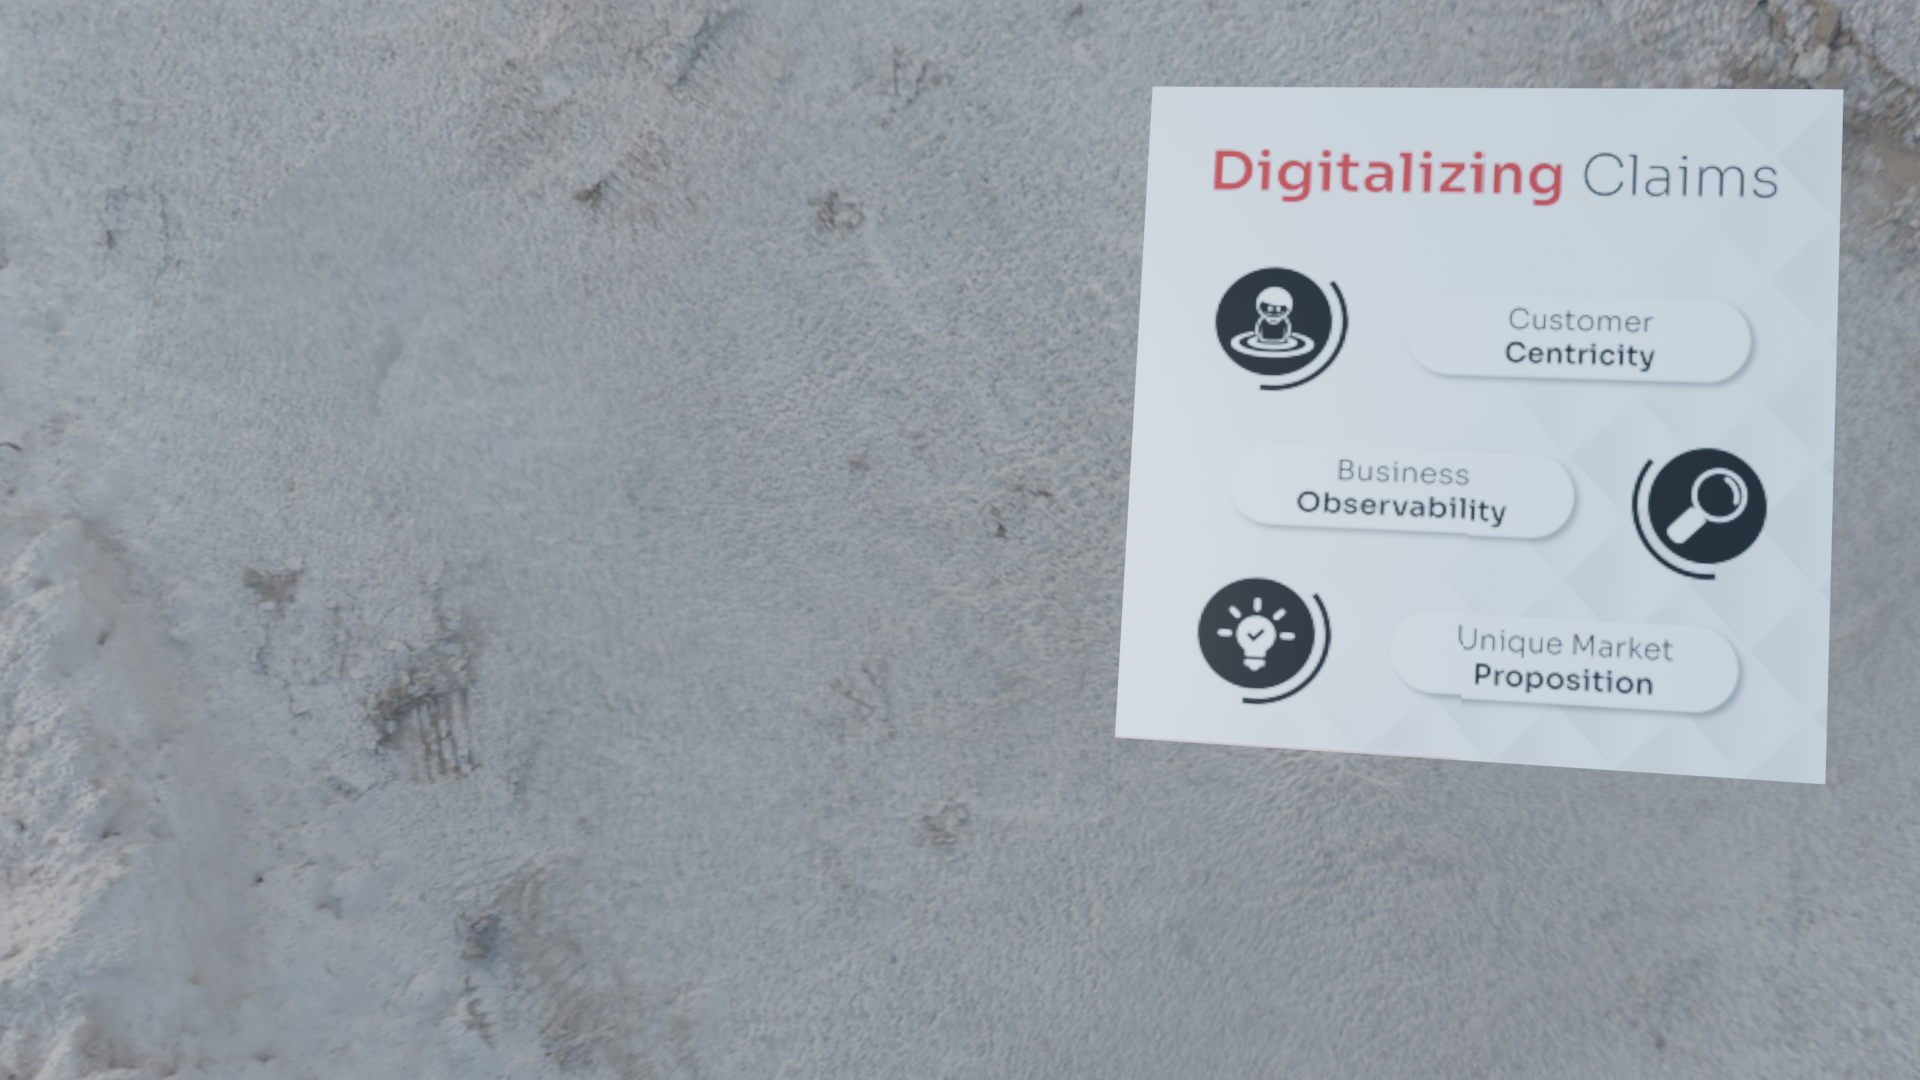 Digitalizing Claims
Customer
Centricity
Business
Observability
Unique Market
Proposition